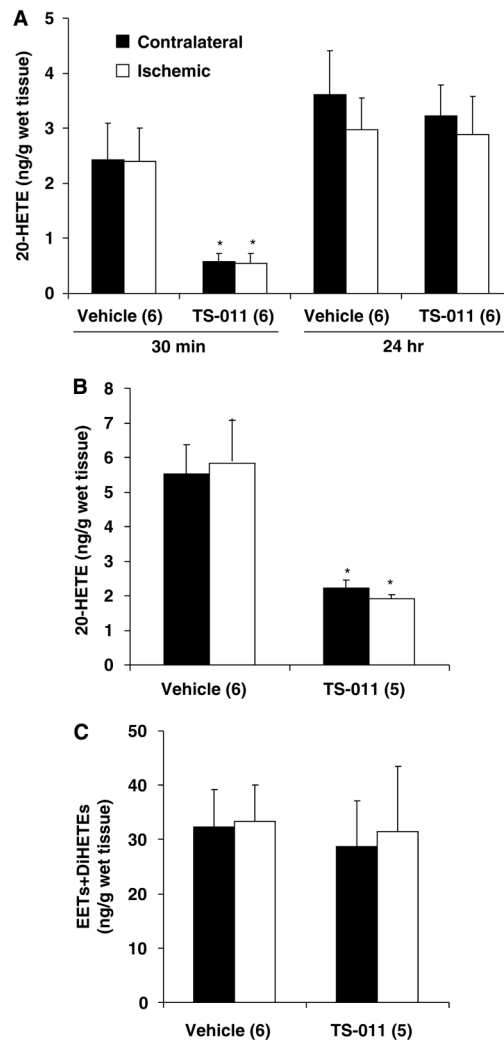 A
5
4
3
2
1
0
20-HETE (ng/g wet tissue)
Contralateral
Ischemic
* *
Vehicle (6) TS-011 (6) Vehicle (6) TS-011 (6)
30 min 24 hr
B
8
7
6
5
4
3
2
1
0
20-HETE (ng/g wet tissue)
* *
Vehicle (6) TS-011 (5)
C
50
40
30
20
10
0
EETs+DiHETEs
(ng/g wet tissue)
Vehicle (6) TS-011 (5)